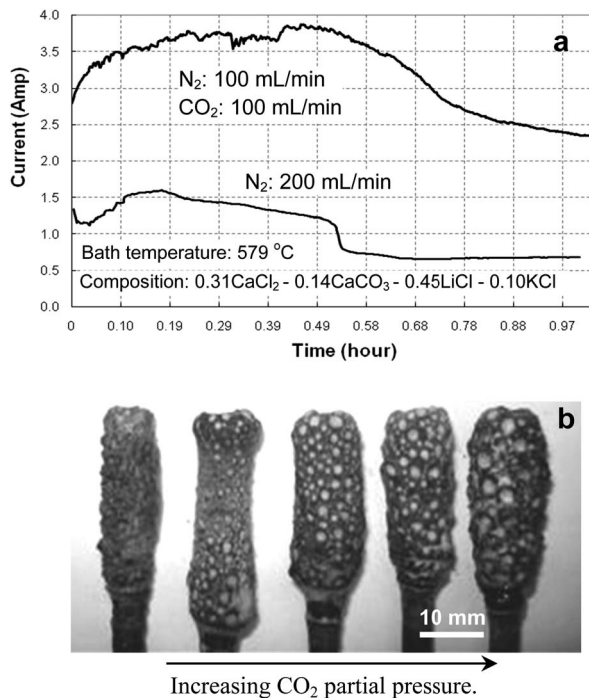 a
4.0
3.5
3.0
2.5
2.0
1.5
1.0
0.5
0.0
Current (Amp)
N₂: 100 mL/min
CO₂: 100 mL/min
N₂: 200 mL/min
Bath temperature: 579 °C
Composition: 0.31CaCl₂ - 0.14CaCO₃ - 0.45LiCl - 0.10KCl
0 0.10 0.19 0.29 0.39 0.49 0.58 0.68 0.78 0.88 0.97
Time (hour)
b
10 mm
Increasing CO₂ partial pressure.